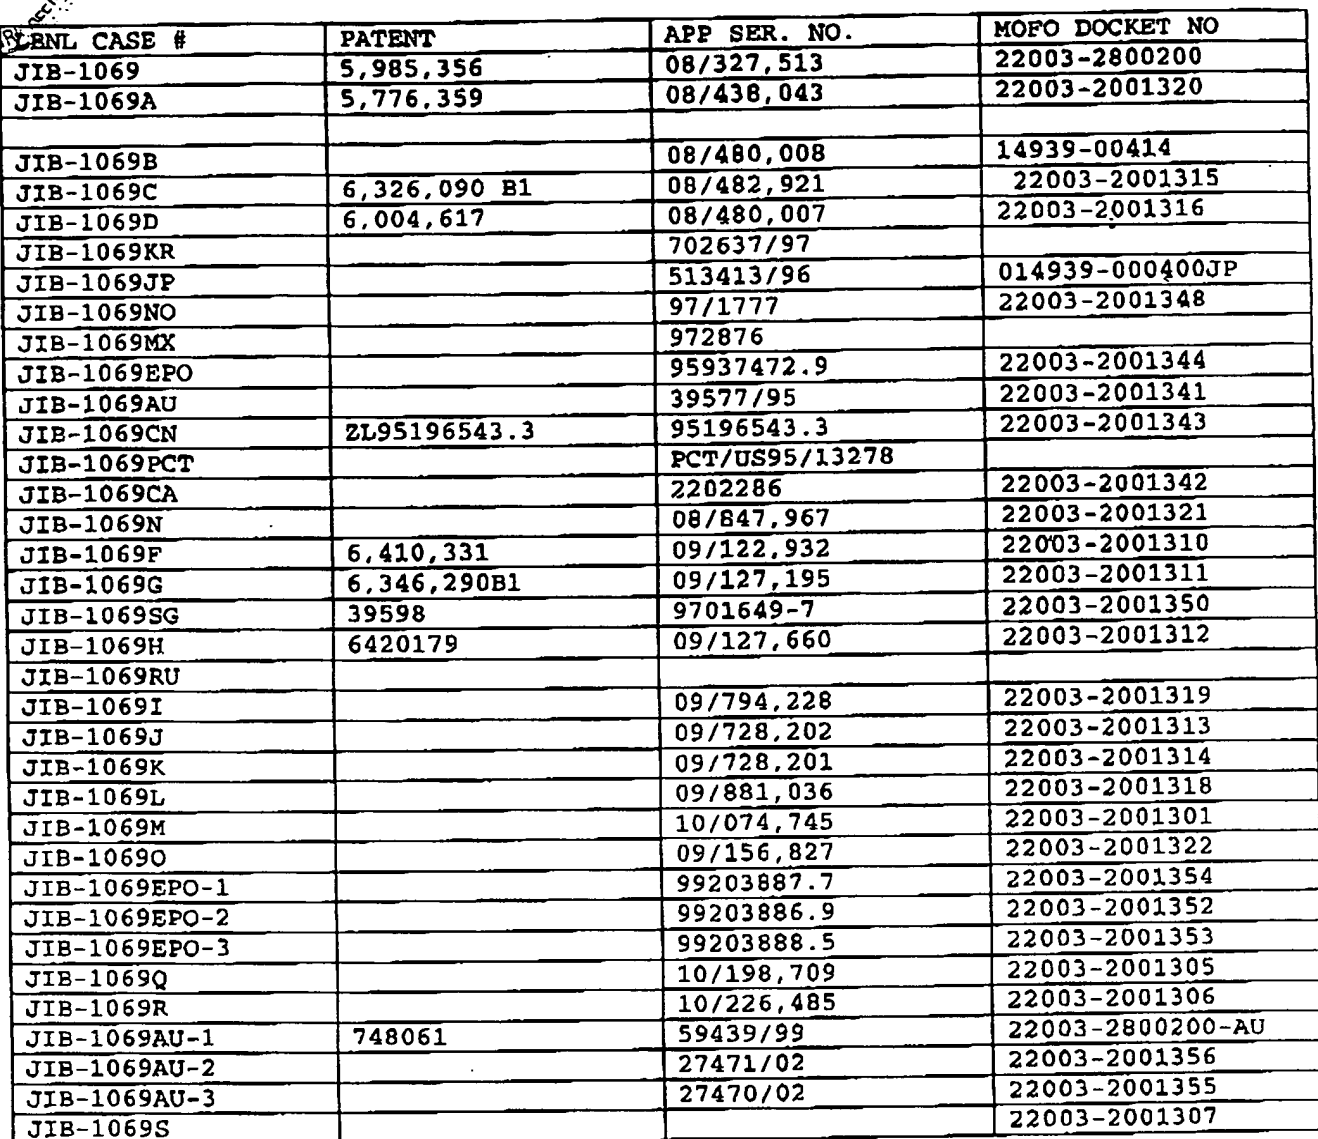 LBNL CASE # PATENT APP SER. NO. MOFO DOCKET NO
JIB-1069 5,985,356 08/327,513 22003-2800200
JIB-1069A 5,776,359 08/438,043 22003-2001320
JIB-1069B 08/480,008 14939-00414
JIB-1069C 6,326,090 B1 08/482,921 22003-2001315
JIB-1069D 6,004,617 08/480,007 22003-2001316
JIB-1069KR 702637/97
JIB-1069JP 513413/96 014939-000400JP
JIB-1069NO 97/1777 22003-2001348
JIB-1069MX 972876
JIB-1069EPO 95937472.9 22003-2001344
JIB-1069AU 39577/95 22003-2001341
JIB-1069CN ZL95196543.3 95196543.3 22003-2001343
JIB-1069PCT PCT/US95/13278
JIB-1069CA 2202286 22003-2001342
JIB-1069N 08/847,967 22003-2001321
JIB-1069F 6,410,331 09/122,932 22003-2001310
JIB-1069G 6,346,290B1 09/127,195 22003-2001311
JIB-1069SG 39598 9701649-7 22003-2001350
JIB-1069H 6420179 09/127,660 22003-2001312
JIB-1069RU
JIB-1069I 09/794,228 22003-2001319
JIB-1069J 09/728,202 22003-2001313
JIB-1069K 09/728,201 22003-2001314
JIB-1069L 09/881,036 22003-2001318
JIB-1069M 10/074,745 22003-2001301
JIB-1069O 09/156,827 22003-2001322
JIB-1069EPO-1 99203887.7 22003-2001354
JIB-1069EPO-2 99203886.9 22003-2001352
JIB-1069EPO-3 99203888.5 22003-2001353
JIB-1069Q 10/198,709 22003-2001305
JIB-1069R 10/226,485 22003-2001306
JIB-1069AU-1 748061 59439/99 22003-2800200-AU
JIB-1069AU-2 27471/02 22003-2001356
JIB-1069AU-3 27470/02 22003-2001355
JIB-1069S 22003-2001307